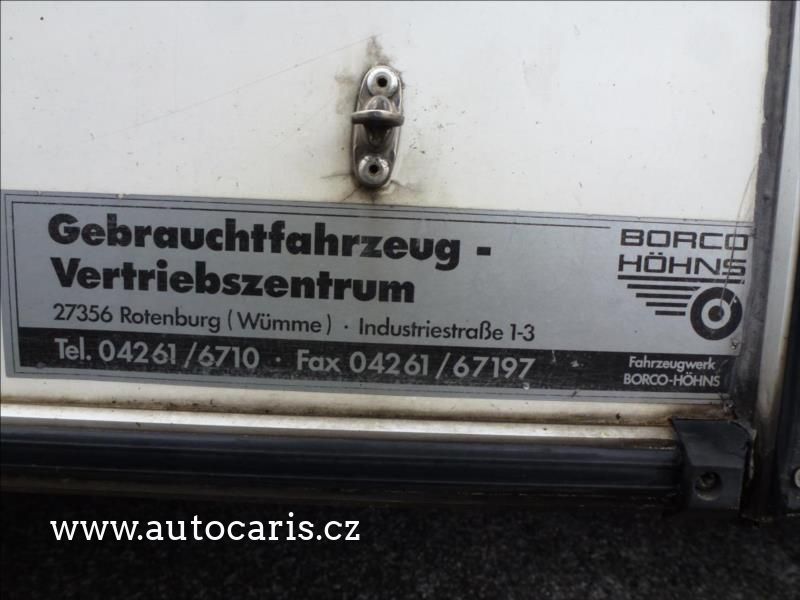 Gebrauchtfahrzeug -
Vertriebszentrum
27356 Rotenburg (Wümme) · Industriestraße 1-3
Tel. 04261/6710 · Fax 04261/67197
BORCO
HÖHNS
Fahrzeugwerk
BORCO-HÖHNS
www.autocaris.cz